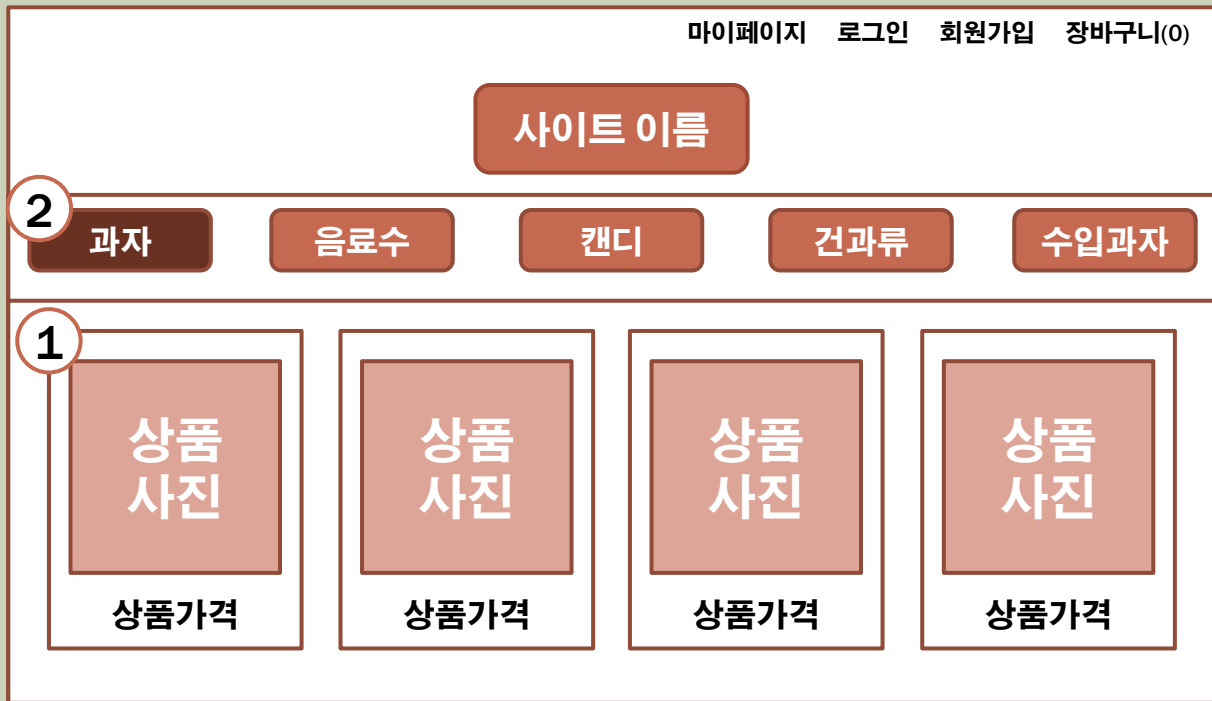 마이페이지 로그인 회원가입 장바구니(0)
사이트 이름
2
과자 음료수 캔디 건과류 수입과자
1
상품 상품 상품 상품
사진 사진 사진 사진
상품가격 상품가격 상품가격 상품가격